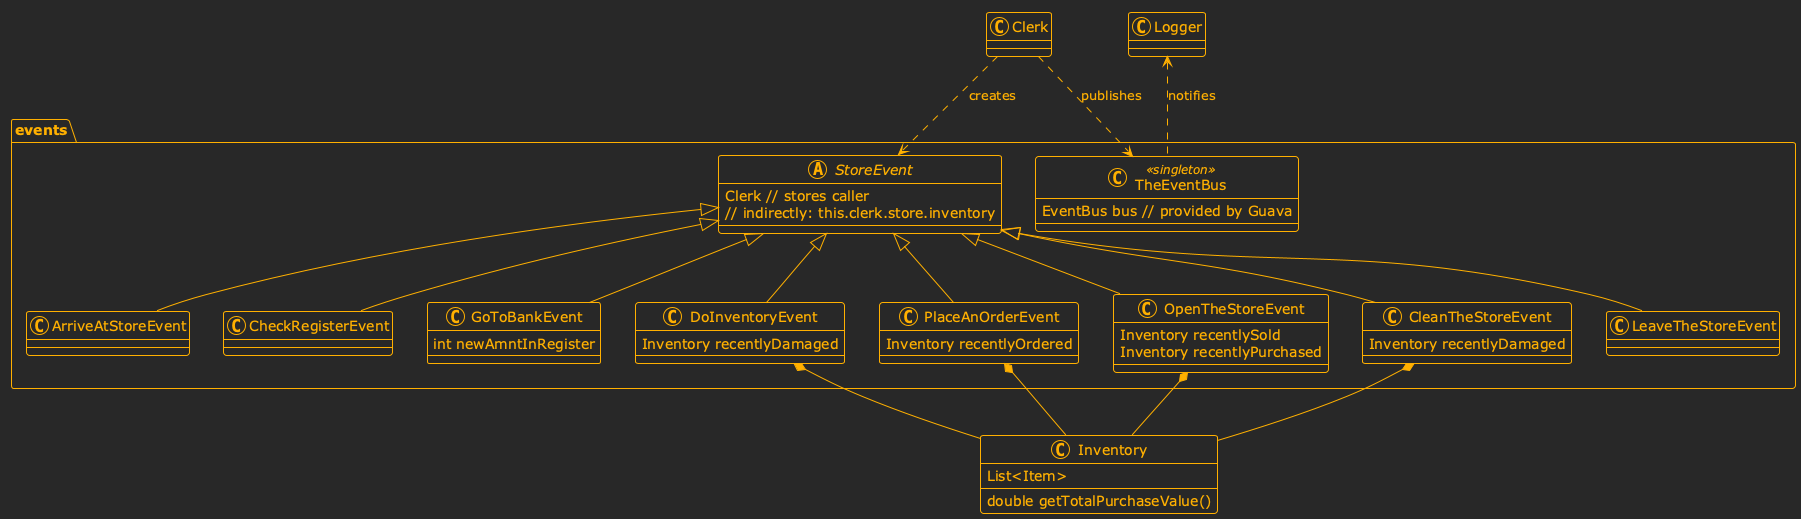 C Clerk
C Logger
creates
publishes
notifies
events
A StoreEvent
Clerk // stores caller
// indirectly: this.clerk.store.inventory
«singleton»
C TheEventBus
EventBus bus // provided by Guava
C ArriveAtStoreEvent
C CheckRegisterEvent
C GoToBankEvent
int newAmntInRegister
C DoInventoryEvent
Inventory recentlyDamaged
C PlaceAnOrderEvent
Inventory recentlyOrdered
C OpenTheStoreEvent
Inventory recentlySold
Inventory recentlyPurchased
C CleanTheStoreEvent
Inventory recentlyDamaged
C LeaveTheStoreEvent
C Inventory
List<Item>
double getTotalPurchaseValue()